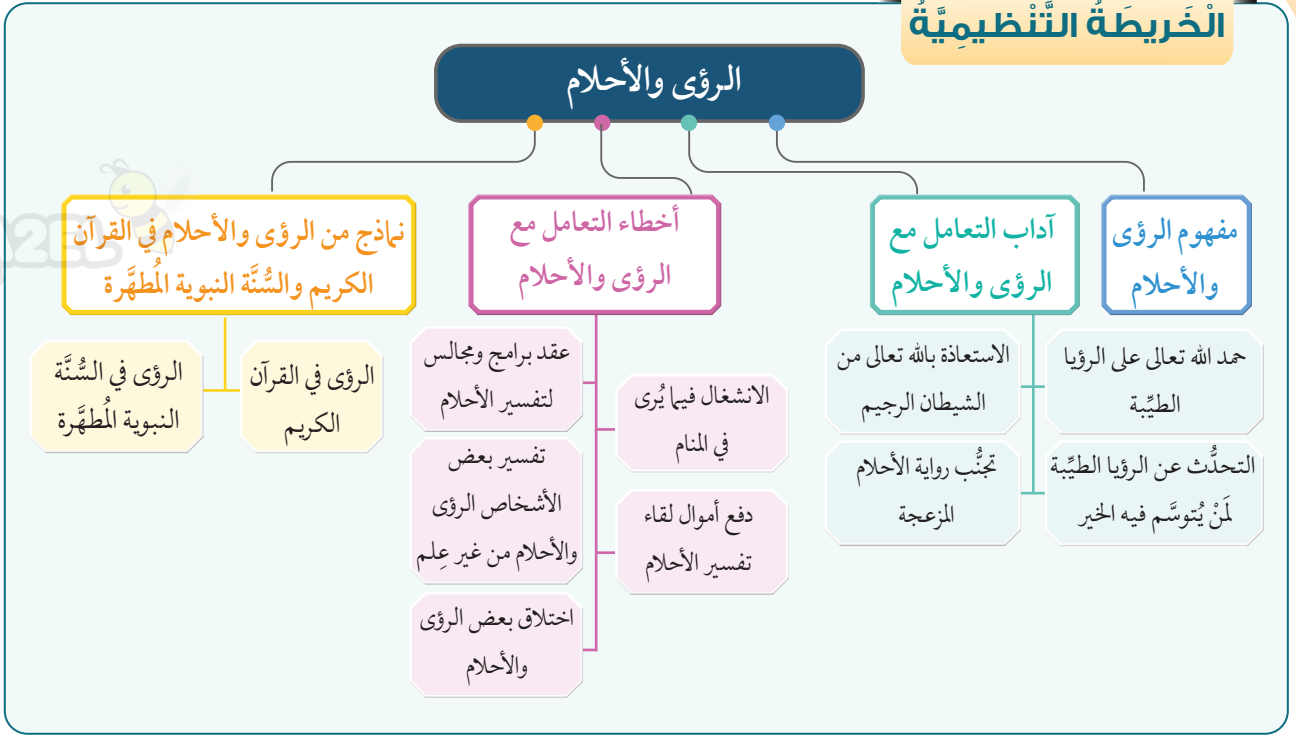 الْخَريطَةُ التَّنْظيمِيَّةُ
الرؤى والأحلام
مفهوم الرؤى
والأحلام
آداب التعامل مع
الرؤى والأحلام
حمد الله تعالى على الرؤيا
الطيِّبة
الاستعاذة بالله تعالى من
الشيطان الرجيم
التحدُّث عن الرؤيا الطيِّبة
لمَنْ يُتوسَّم فيه الخير
تجنُّب رواية الأحلام
المزعجة
أخطاء التعامل مع
الرؤى والأحلام
الانشغال فيما يُرى
في المنام
عقد برامج ومجالس
لتفسير الأحلام
دفع أموال لقاء
تفسير الأحلام
تفسير بعض
الأشخاص الرؤى
والأحلام من غير عِلم
اختلاق بعض الرؤى
والأحلام
نماذج من الرؤى والأحلام في القرآن
الكريم والسُّنَّة النبوية المُطهَّرة
الرؤى في القرآن
الكريم
الرؤى في السُّنَّة
النبوية المُطهَّرة